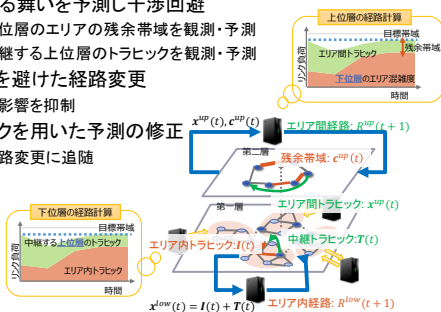 る舞いを予測し干渉回避
位層のエリアの残余帯域を観測・予測
継する上位層のトラヒックを観測・予測
を避けた経路変更
影響を抑制
クを用いた予測の修正
路変更に追随
上位層の経路計算
目標帯域
残余帯域
エリア間トラヒック
下位層のエリア混雑度
リンク負荷
時間
x^up(t), c^up(t)
エリア間経路: R^up(t + 1)
第二層
残余帯域: c^up(t)
第一層
エリア間トラヒック: x^up(t)
エリア内トラヒック:I(t)
中継トラヒック:T(t)
エリア内経路: R^low(t + 1)
x^low(t) = I(t) + T(t)
下位層の経路計算
目標帯域
中継する上位層のトラヒック
エリア内トラヒック
リンク負荷
時間